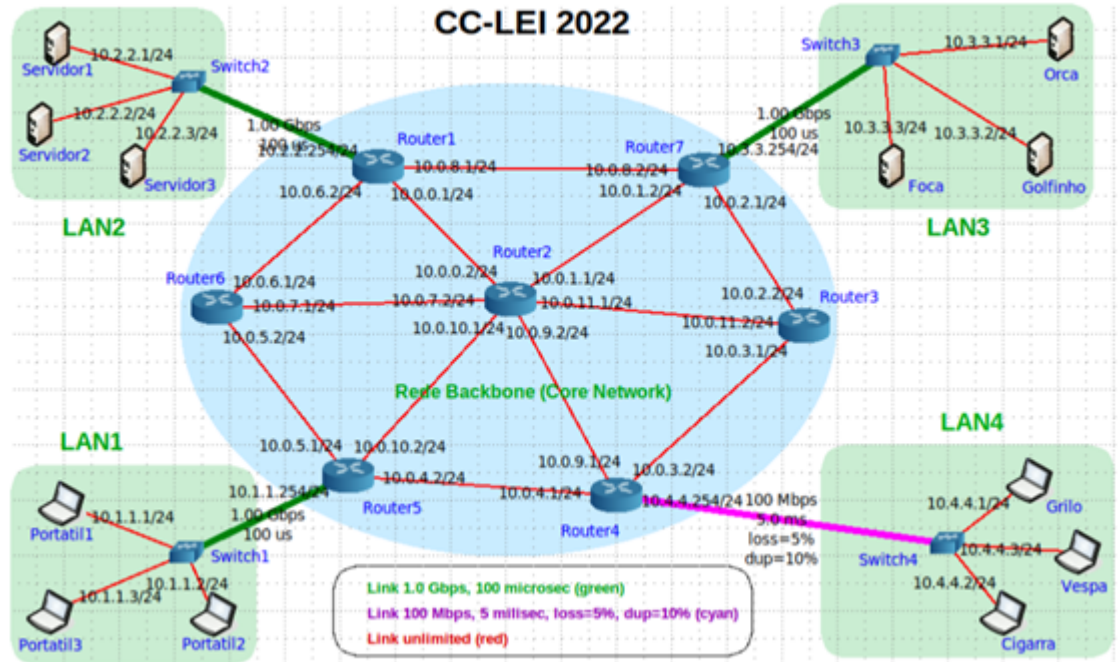 CC-LEI 2022
Servidor1
10.2.2.1/24
Switch2
Servidor2
10.2.2.2/24
Servidor3
10.2.2.3/24
LAN2
1.00 Gbps
100 us
10.2.2.254/24
Router1
10.0.8.1/24
10.0.6.2/24
10.0.0.1/24
Router7
10.0.8.2/24
10.0.1.2/24
10.0.2.1/24
10.3.3.254/24
1.00 Gbps
100 us
Switch3
10.3.3.1/24
Orca
10.3.3.3/24
10.3.3.2/24
Foca
Golfinho
LAN3
Router6
10.0.6.1/24
10.0.7.1/24
10.0.5.2/24
Router2
10.0.0.2/24
10.0.1.1/24
10.0.7.2/24
10.0.11.1/24
10.0.10.1/24
10.0.9.2/24
Router3
10.0.2.2/24
10.0.11.2/24
10.0.3.1/24
Rede Backbone (Core Network)
LAN1
10.0.5.1/24
10.0.10.2/24
10.0.4.2/24
10.1.1.254/24
Router5
1.00 Gbps
100 us
Portatil1
10.1.1.1/24
Switch1
10.1.1.2/24
10.1.1.3/24
Portatil3
Portatil2
10.0.9.1/24
10.0.3.2/24
10.0.4.1/24
10.4.4.254/24
Router4
100 Mbps
5.0 ms
loss=5%
dup=10%
LAN4
10.4.4.1/24
Grilo
Switch4
10.4.4.3/24
Vespa
10.4.4.2/24
Cigarra
Link 1.0 Gbps, 100 microsec (green)
Link 100 Mbps, 5 millisec, loss=5%, dup=10% (cyan)
Link unlimited (red)